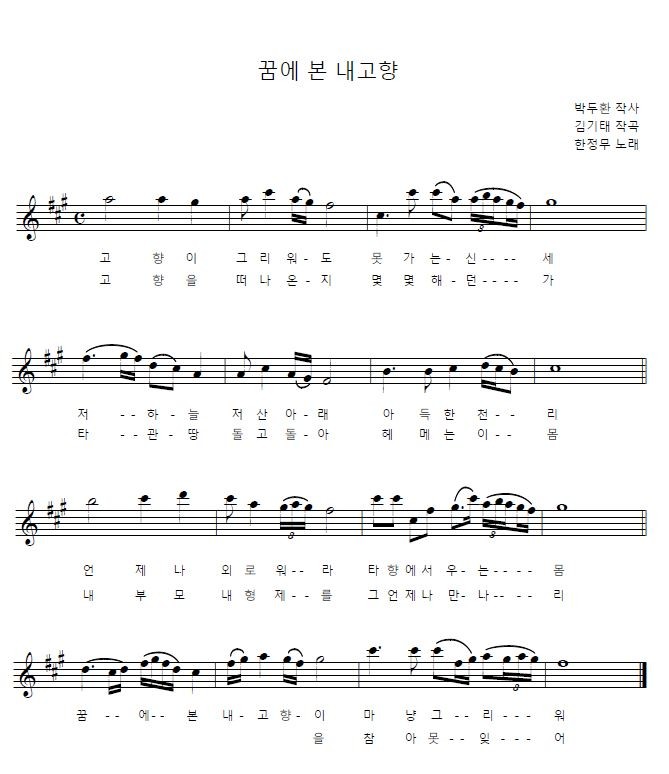 꿈에 본 내고향
박두환 작사
김기태 작곡
한정무 노래
고 향 이 그 리 워 - 도 못 가 는 - 신 - - - 세
고 향 을 떠 나 온 - 지 몇 몇 해 - 던 - - - - 가
저 - - 하 - 늘 저 산 아 - 래 아 득 한 천 - - 리
타 - - 관 - 땅 돌 고 돌 - 아 헤 메 는 이 - - 몸
언 제 나 외 로 워 - - 라 타 향 에 서 우 - 는 - - - - 몸
내 부 모 내 형 제 - - 를 그 언 제 나 만 - 나 - - - - 리
꿈 - - 에 - - 본 내 - 고 향 - 이 마 냥 그 - - 리 - - 워
을 참 아 못 - - 잊 - - 어